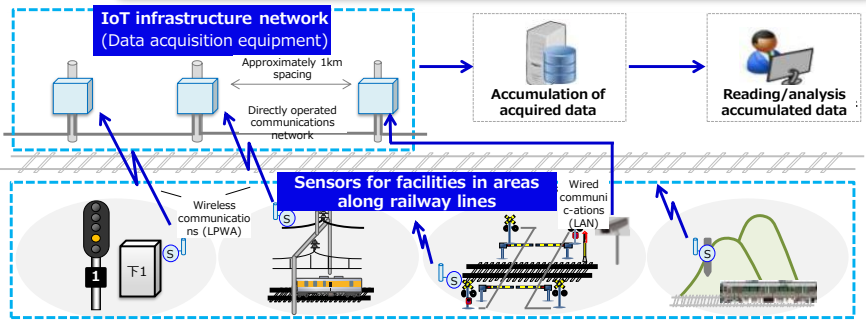 IoT infrastructure network
(Data acquisition equipment)
Approximately 1km
spacing
Directly operated
communications
network
Accumulation of
acquired data
Reading/analysis
accumulated data
:
Sensors for facilities in areas
along railway lines
Wireless
communicatio
ns (LPWA)
Wired
communi
c-ations
(LAN)
1
下1
S
S
S
S